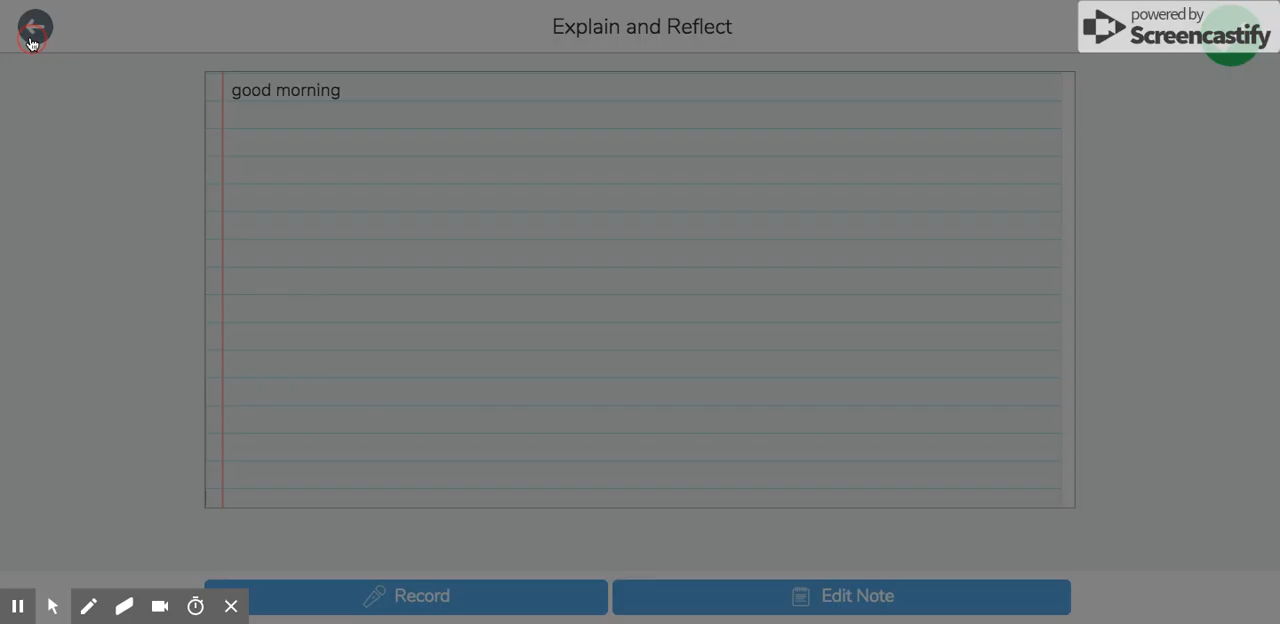 Explain and Reflect
powered by
Screencastify
good morning
Record
Edit Note